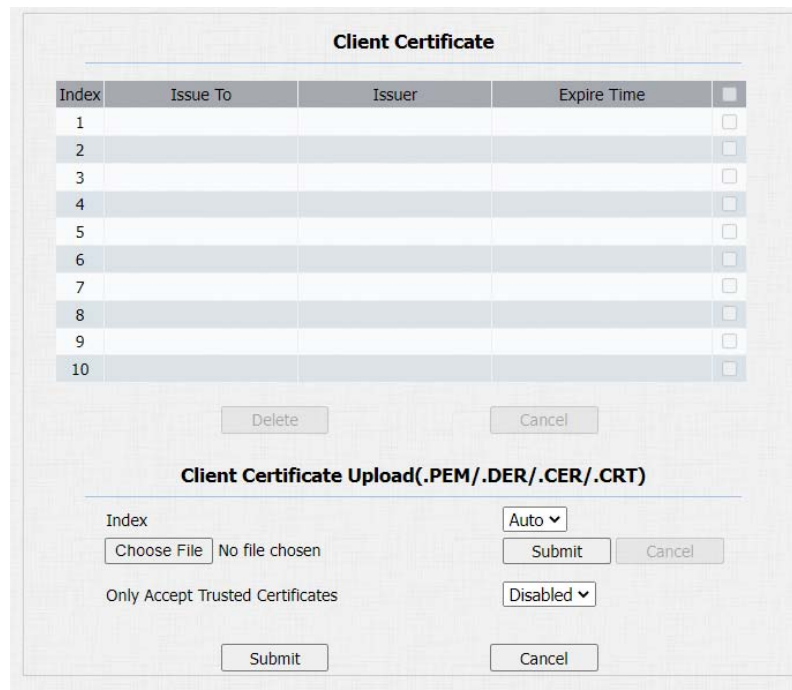 Client Certificate
Index Issue To Issuer Expire Time
1
2
3
4
5
6
7
8
9
10
Delete Cancel
Client Certificate Upload(.PEM/.DER/.CER/.CRT)
Index Auto
Choose File No file chosen Submit Cancel
Only Accept Trusted Certificates Disabled
Submit Cancel